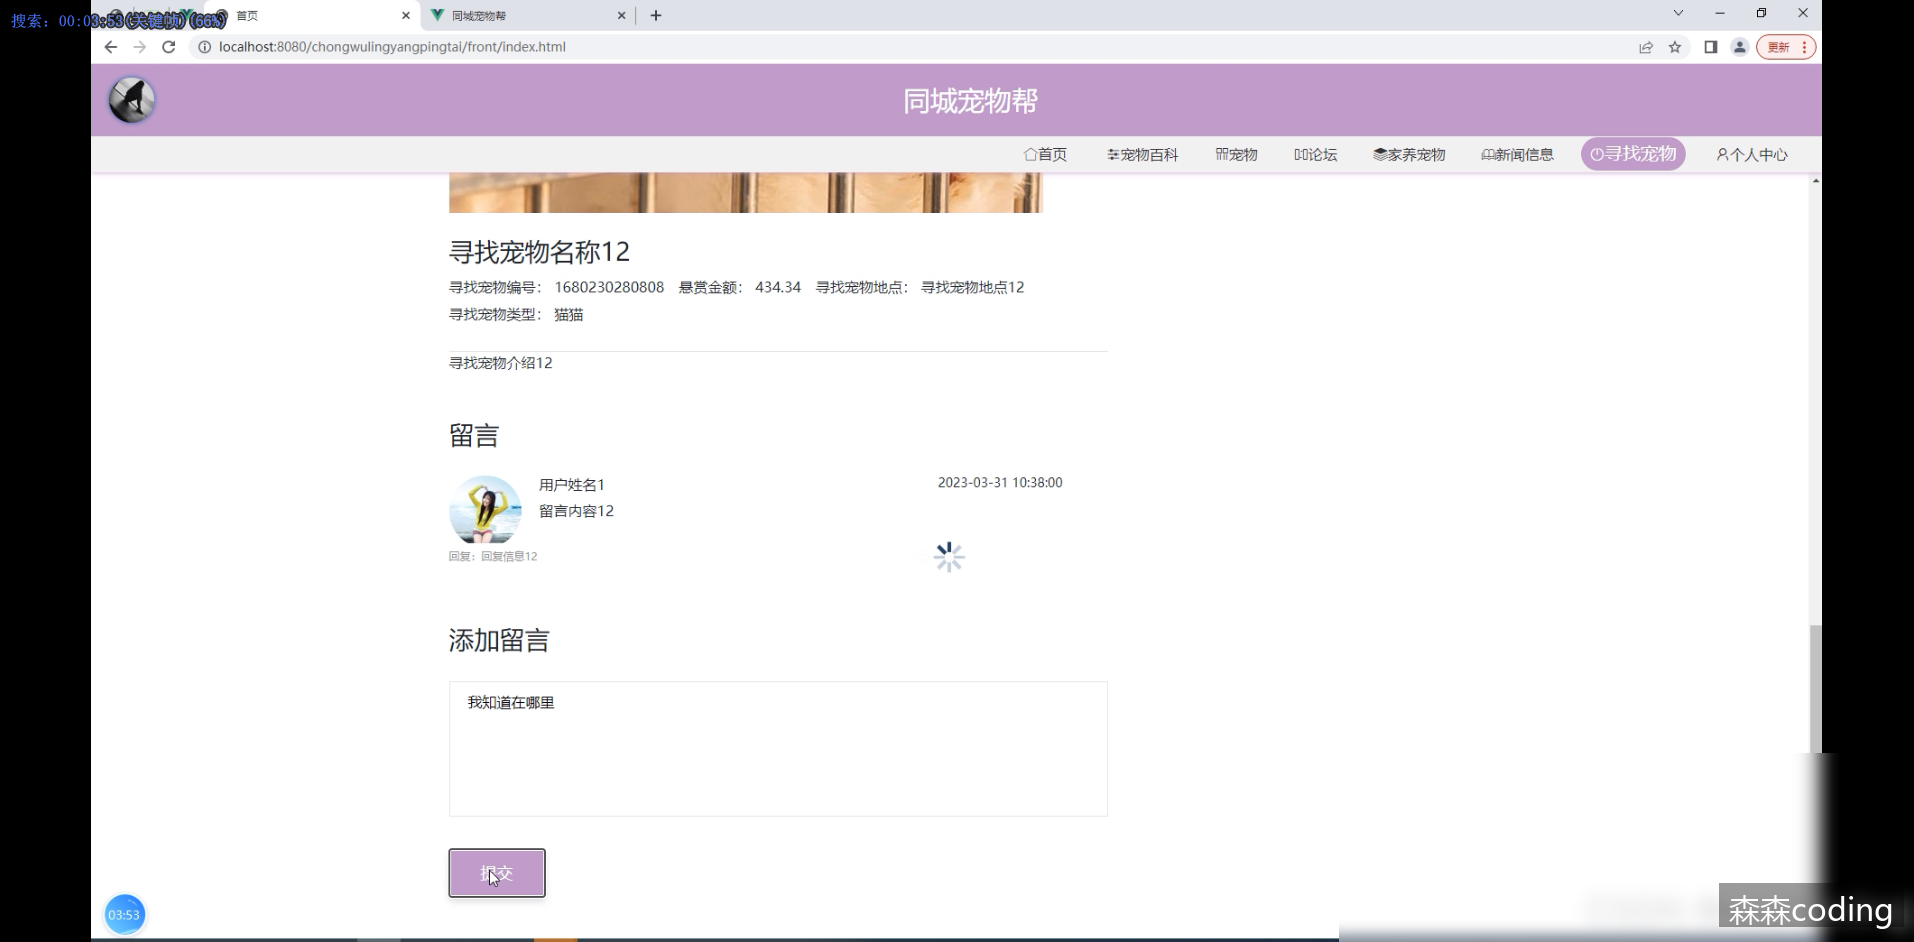 搜索: 00:03:53(关键帧)(66%)
首页
同城宠物帮
localhost:8080/chongwulingyangpingtai/front/index.html
更新
同城宠物帮
首页 宠物百科 宠物 论坛 家养宠物 新闻信息 寻找宠物 个人中心
寻找宠物名称12
寻找宠物编号： 1680230280808 悬赏金额： 434.34 寻找宠物地点： 寻找宠物地点12
寻找宠物类型： 猫猫
寻找宠物介绍12
留言
用户姓名1
2023-03-31 10:38:00
留言内容12
回复：回复信息12
添加留言
我知道在哪里
提交
03:53
森森coding